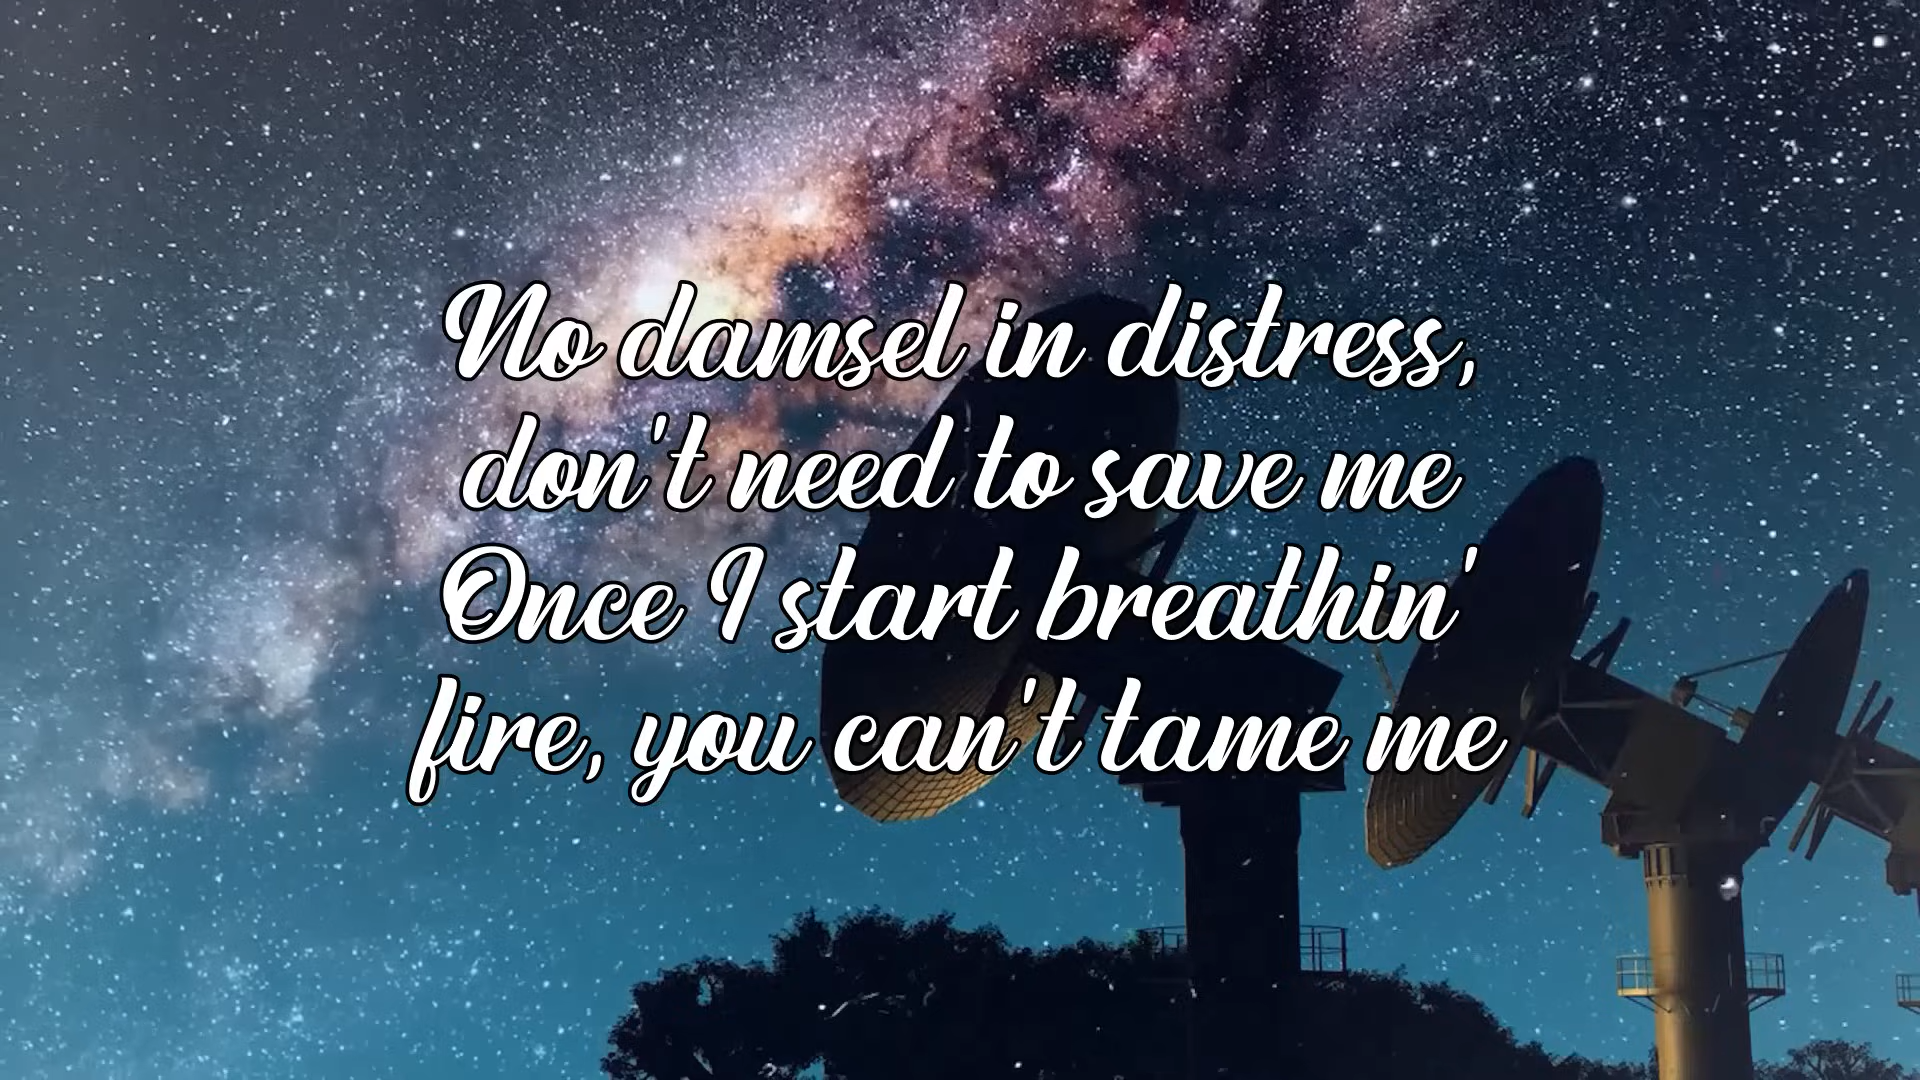 No damsel in distress,
don't need to save me
Once I start breathin'
fire, you can't tame me